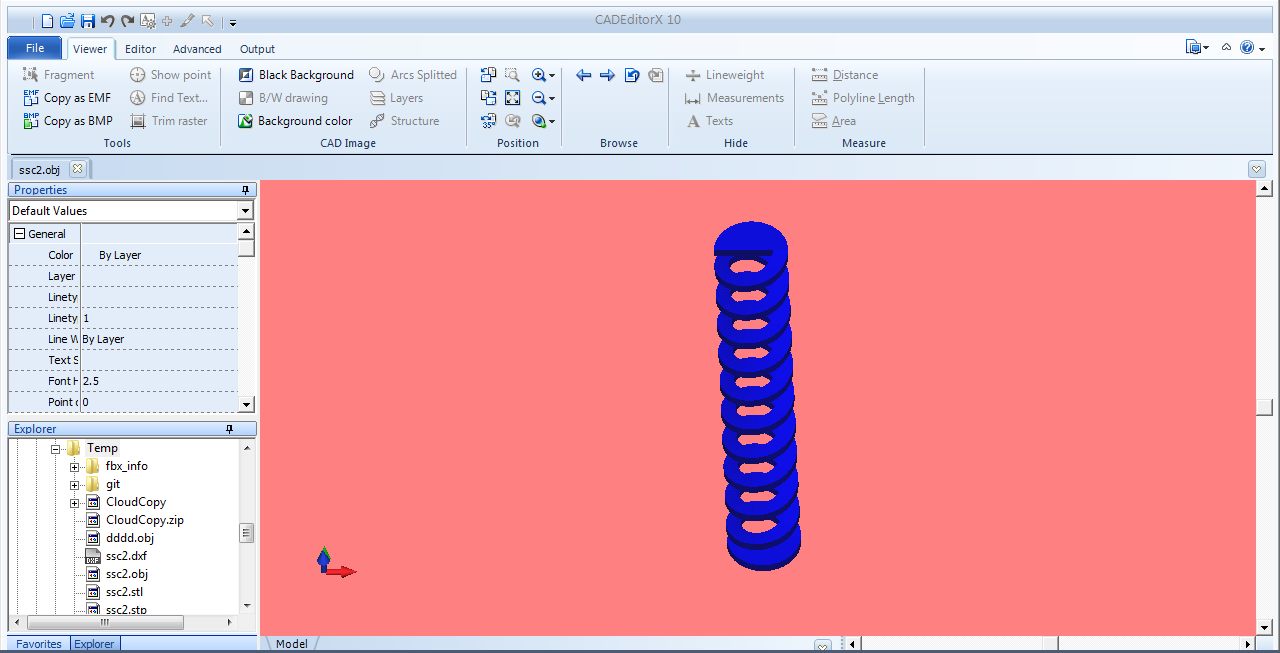 CADEditorX 10
File Viewer Editor Advanced Output
Fragment Show point Black Background Arcs Splitted Lineweight Distance
EMF Copy as EMF Find Text... B/W drawing Layers Measurements Polyline Length
BMP Copy as BMP Trim raster Background color Structure 35° Texts Area
Tools CAD Image Position Browse Hide Measure
ssc2.obj
Properties
Default Values
General
Color By Layer
Layer
Linety
Linety 1
Line W By Layer
Text S
Font H 2.5
Point c 0
Explorer
Temp
fbx_info
git
CloudCopy
CloudCopy.zip
dddd.obj
DXF ssc2.dxf
ssc2.obj
ssc2.stl
ssc2.stp
Favorites Explorer Model